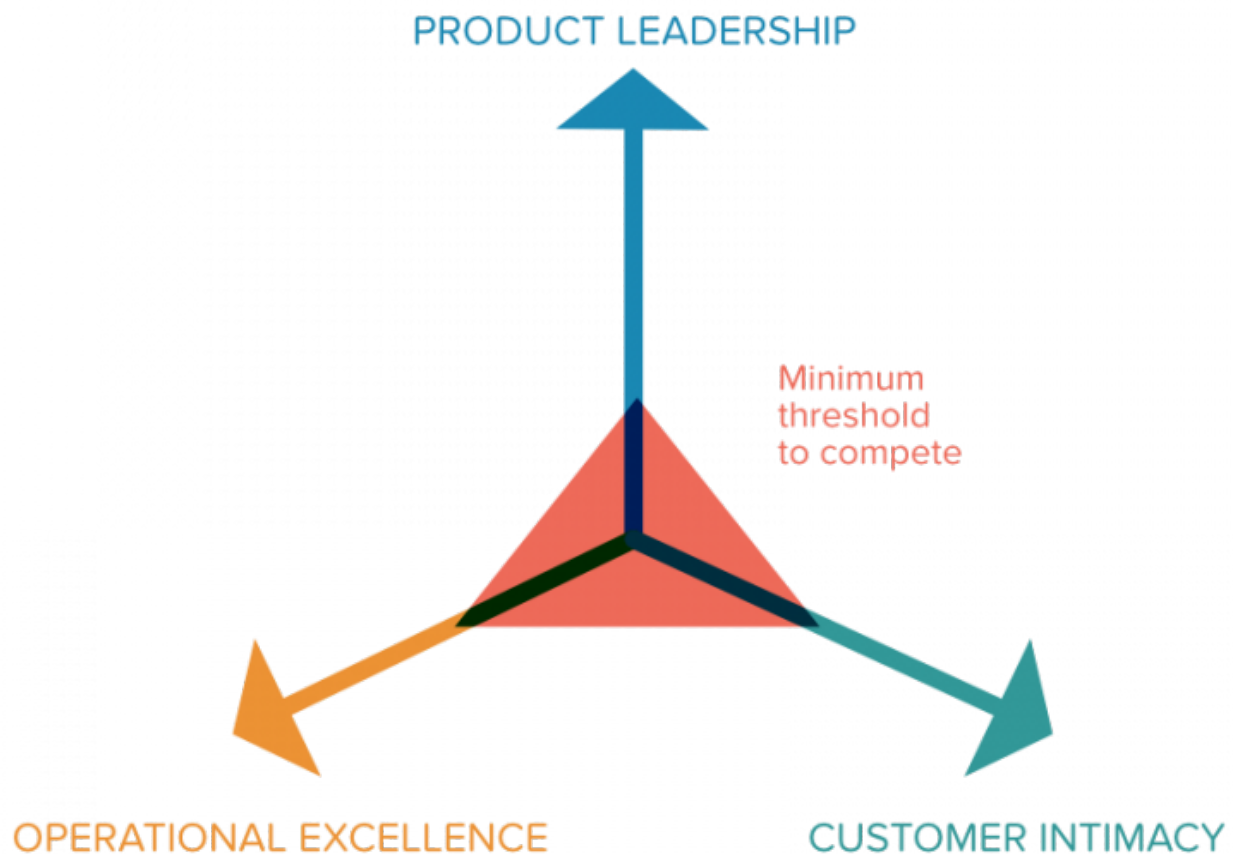 PRODUCT LEADERSHIP
Minimum
threshold
to compete
OPERATIONAL EXCELLENCE
CUSTOMER INTIMACY